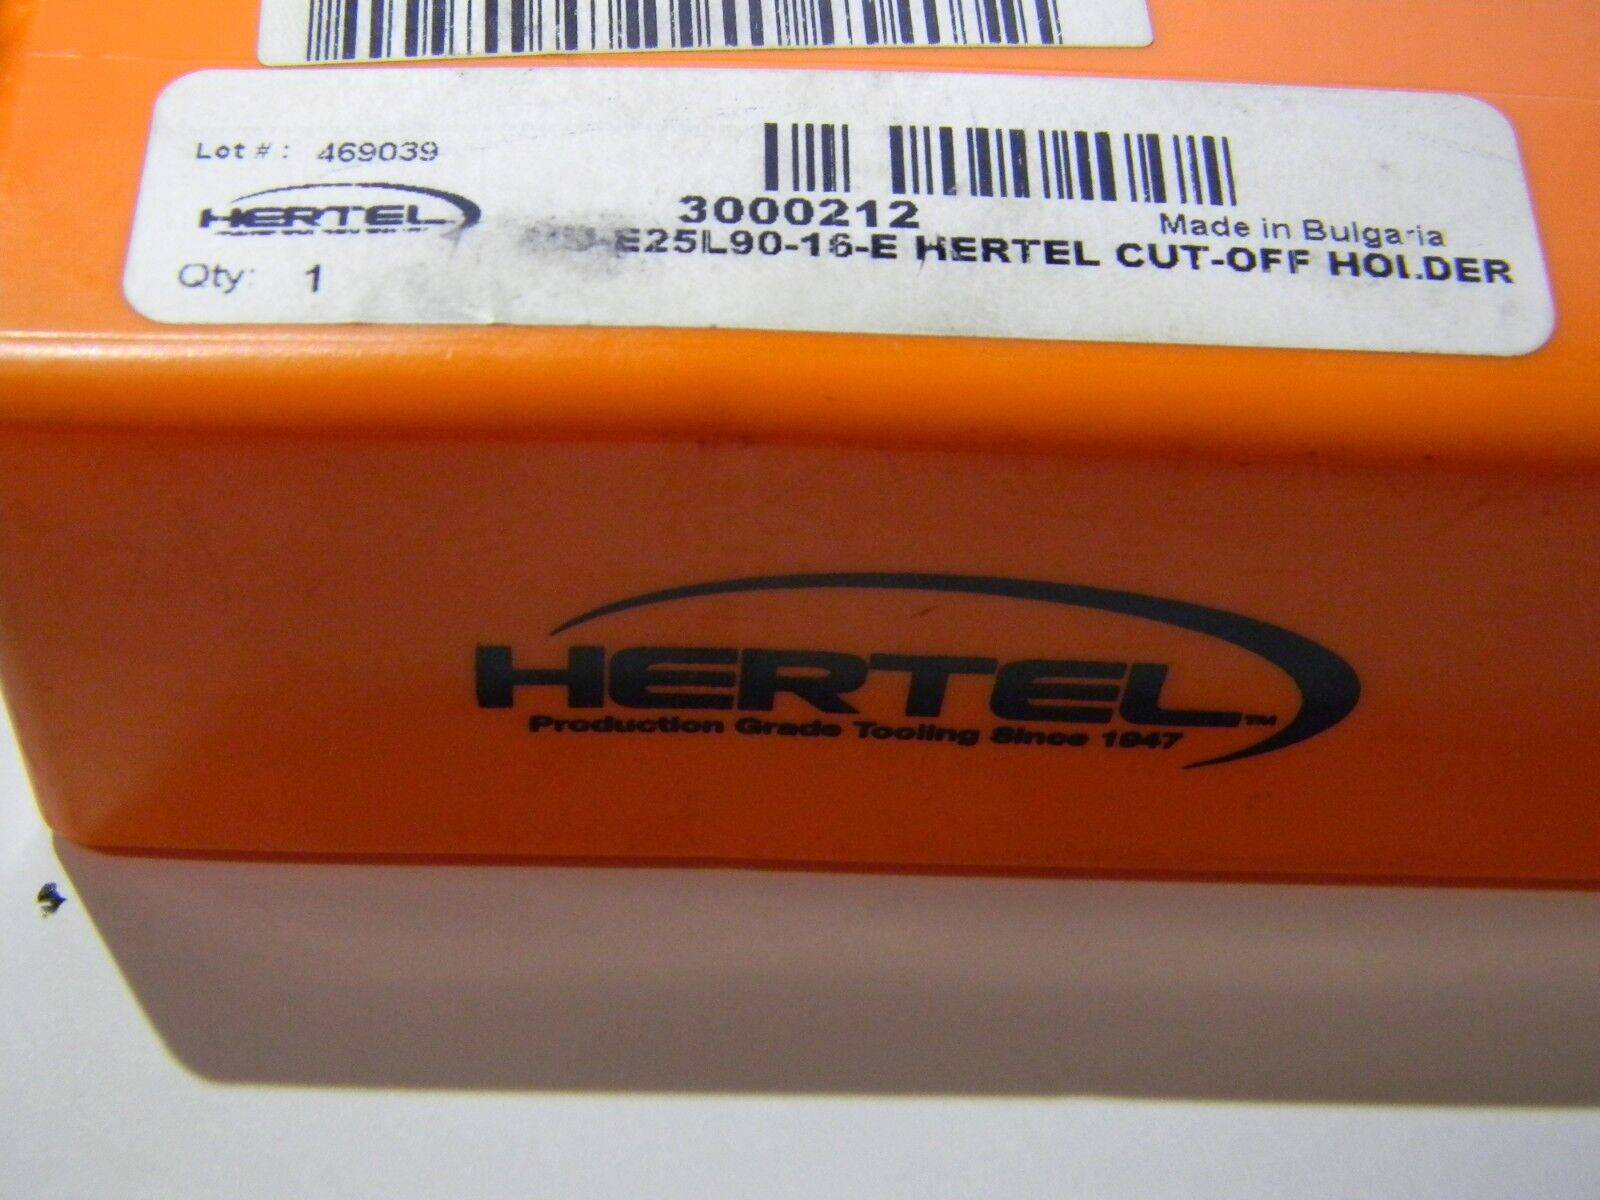 Lot #: 469039
HERTEL
3000212
Made in Bulgaria
E25L90-16-E HERTEL CUT-OFF HOLDER
Qty: 1
HERTEL™
Production Grade Tooling Since 1947